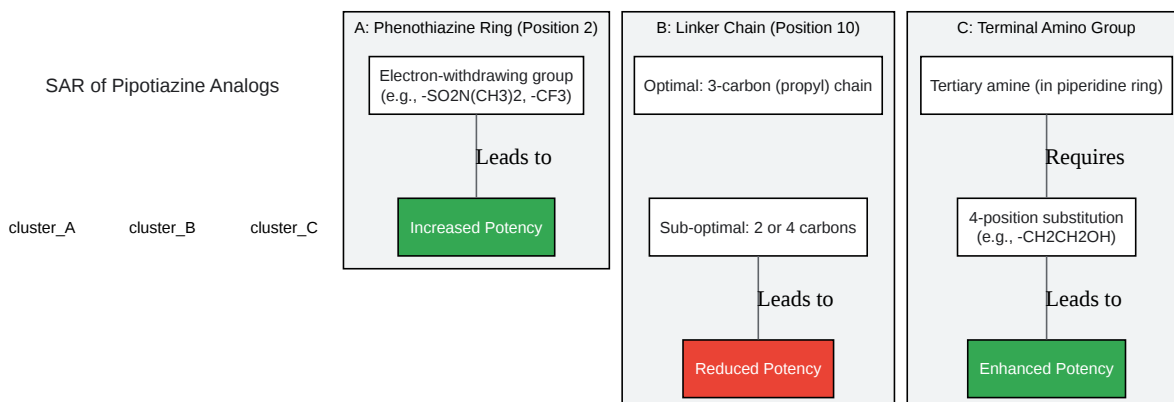 SAR of Pipotiazine Analogs
cluster_A
cluster_B
cluster_C
A: Phenothiazine Ring (Position 2)
Electron-withdrawing group
(e.g., -SO2N(CH3)2, -CF3)
Leads to
Increased Potency
B: Linker Chain (Position 10)
Optimal: 3-carbon (propyl) chain
Sub-optimal: 2 or 4 carbons
Leads to
Reduced Potency
C: Terminal Amino Group
Tertiary amine (in piperidine ring)
Requires
4-position substitution
(e.g., -CH2CH2OH)
Leads to
Enhanced Potency